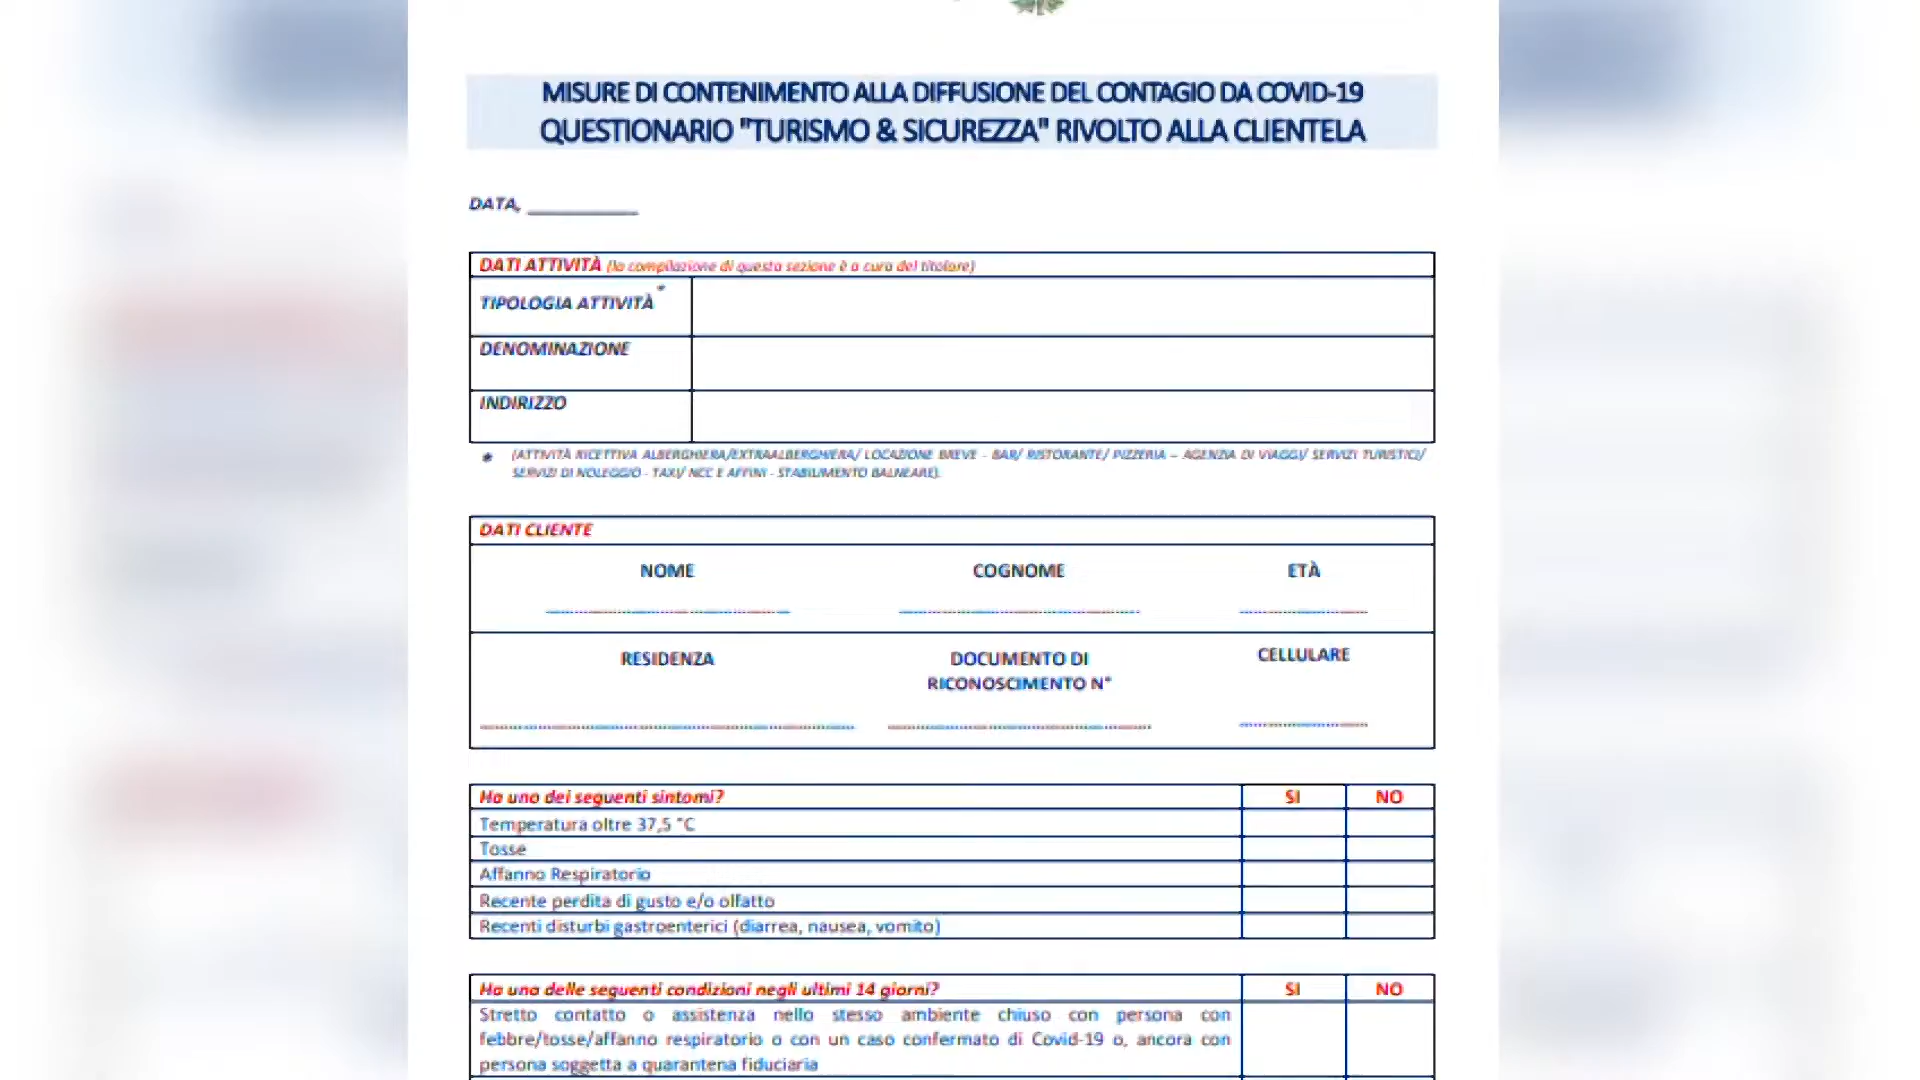 MISURE DI CONTENIMENTO ALLA DIFFUSIONE DEL CONTAGIO DA COVID-19
QUESTIONARIO "TURISMO & SICUREZZA" RIVOLTO ALLA CLIENTELA
DATA, ___________
DATI ATTIVITÀ (la compilazione di questa sezione è a cura del titolare)
TIPOLOGIA ATTIVITÀ*
DENOMINAZIONE
INDIRIZZO
* (ATTIVITÀ RICETTIVA ALBERGHIERA/EXTRAALBERGHIERA/ LOCAZIONE BREVE - BAR/ RISTORANTE/ PIZZERIA – AGENZIA DI VIAGGI/ SERVIZI TURISTICI/
SERVIZI DI NOLEGGIO - TAXI/ NCC E AFFINI - STABILIMENTO BALNEARE).
DATI CLIENTE
NOME COGNOME ETÀ
RESIDENZA DOCUMENTO DI CELLULARE
RICONOSCIMENTO N°
Ha uno dei seguenti sintomi? SI NO
Temperatura oltre 37,5 °C
Tosse
Affanno Respiratorio
Recente perdita di gusto e/o olfatto
Recenti disturbi gastroenterici (diarrea, nausea, vomito)
Ha una delle seguenti condizioni negli ultimi 14 giorni? SI NO
Stretto contatto o assistenza nello stesso ambiente chiuso con persona con
febbre/tosse/affanno respiratorio o con un caso confermato di Covid-19 o, ancora con
persona soggetta a quarantena fiduciaria